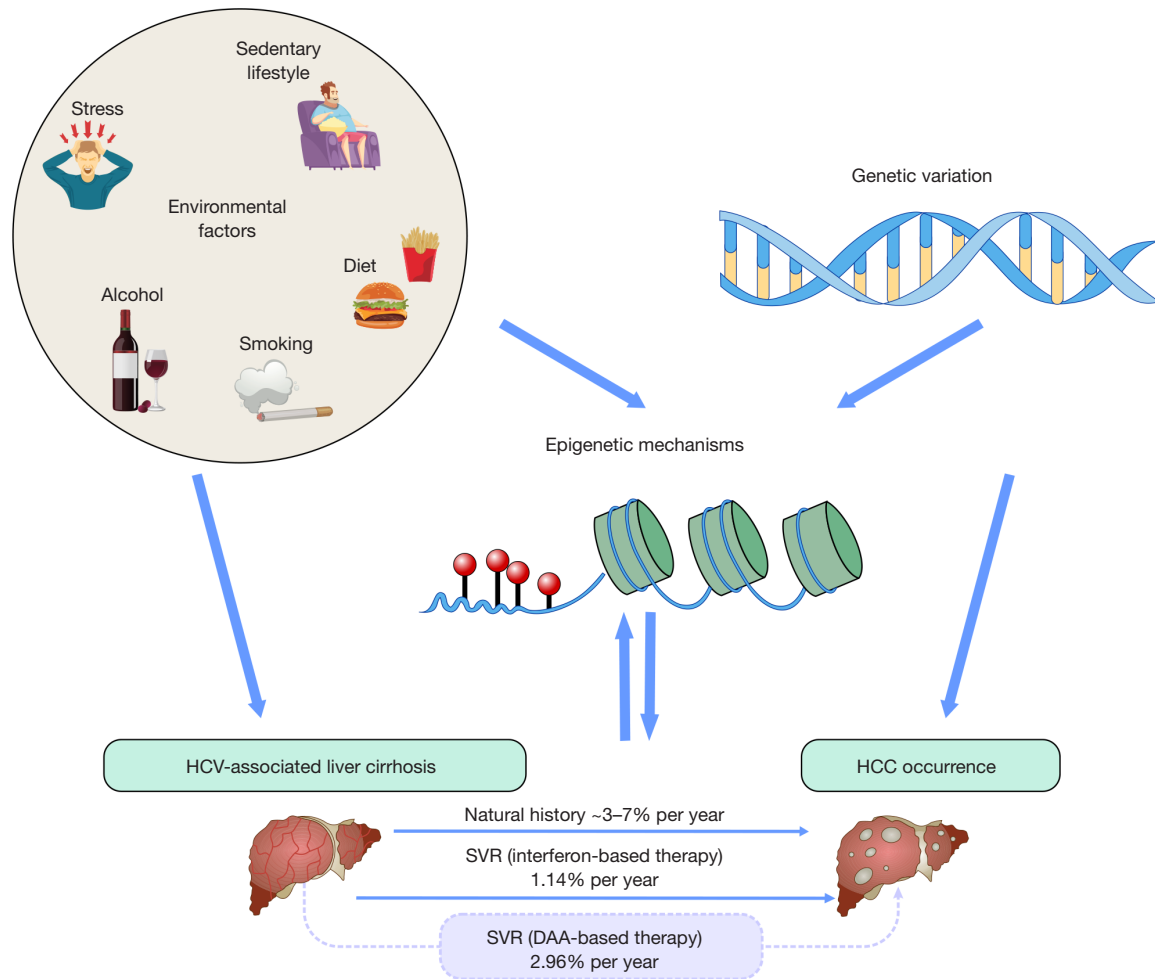 Sedentary
lifestyle
Stress
Environmental
factors
Diet
Alcohol
Smoking
Genetic variation
Epigenetic mechanisms
HCV-associated liver cirrhosis
HCC occurrence
Natural history ~3–7% per year
SVR (interferon-based therapy)
1.14% per year
SVR (DAA-based therapy)
2.96% per year